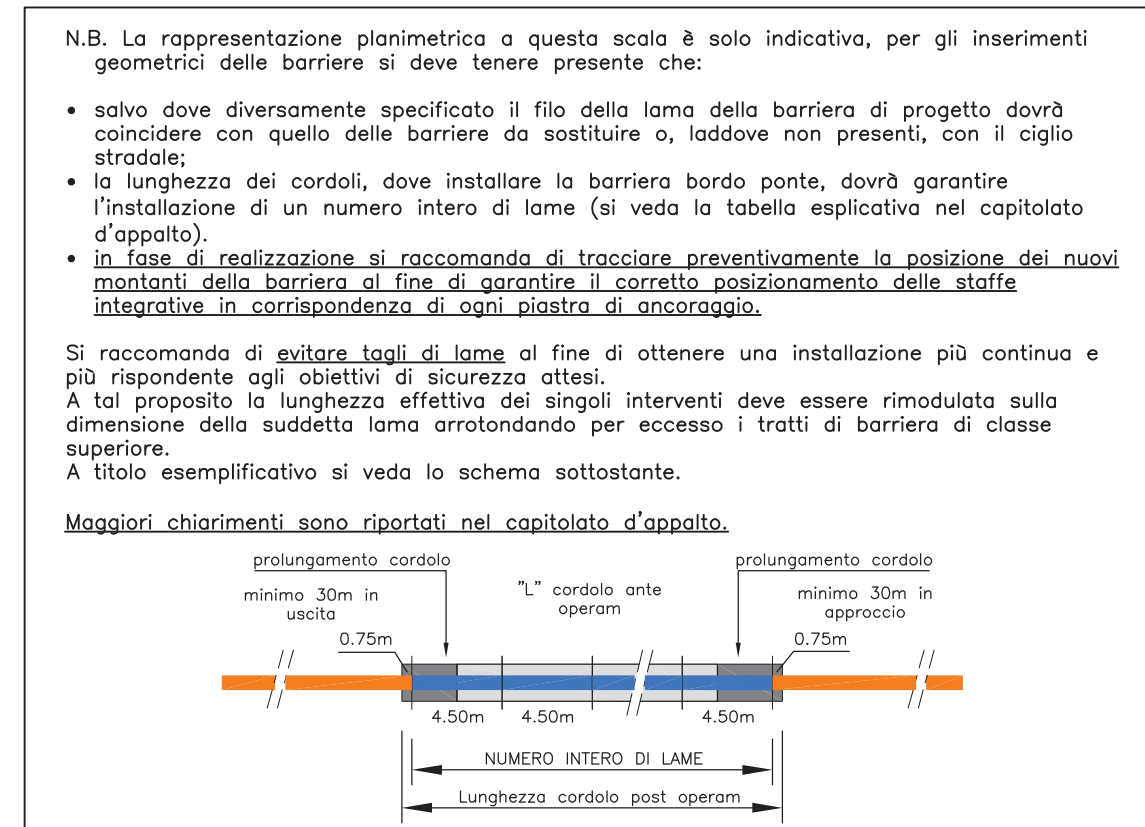 N.B. La rappresentazione planimetrica a questa scala è solo indicativa, per gli inserimenti
geometrici delle barriere si deve tenere presente che:
• salvo dove diversamente specificato il filo della lama della barriera di progetto dovrà
coincidere con quello delle barriere da sostituire o, laddove non presenti, con il ciglio
stradale;
• la lunghezza dei cordoli, dove installare la barriera bordo ponte, dovrà garantire
l'installazione di un numero intero di lame (si veda la tabella esplicativa nel capitolato
d'appalto).
• in fase di realizzazione si raccomanda di tracciare preventivamente la posizione dei nuovi
montanti della barriera al fine di garantire il corretto posizionamento delle staffe
integrative in corrispondenza di ogni piastra di ancoraggio.
Si raccomanda di evitare tagli di lame al fine di ottenere una installazione più continua e
più rispondente agli obiettivi di sicurezza attesi.
A tal proposito la lunghezza effettiva dei singoli interventi deve essere rimodulata sulla
dimensione della suddetta lama arrotondando per eccesso i tratti di barriera di classe
superiore.
A titolo esemplificativo si veda lo schema sottostante.
Maggiori chiarimenti sono riportati nel capitolato d'appalto.
prolungamento cordolo
prolungamento cordolo
minimo 30m in
uscita
"L" cordolo ante
operam
minimo 30m in
approccio
0.75m
0.75m
4.50m
4.50m
4.50m
NUMERO INTERO DI LAME
Lunghezza cordolo post operam